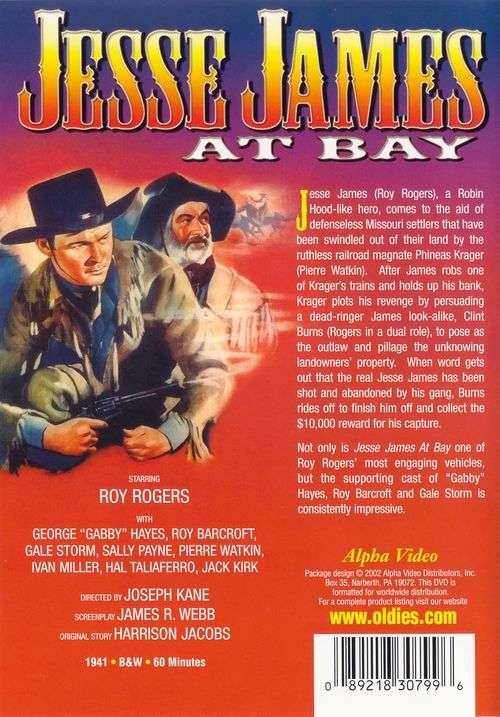 JESSE JAMES
AT BAY
Jesse James (Roy Rogers), a Robin
Hood-like hero, comes to the aid of
defenseless Missouri settlers that have
been swindled out of their land by the
ruthless railroad magnate Phineas Krager
(Pierre Watkin). After James robs one
of Krager's trains and holds up his bank,
Krager plots his revenge by persuading
a dead-ringer James look-alike, Clint
Burns (Rogers in a dual role), to pose as
the outlaw and pillage the unknowing
landowners' property. When word gets
out that the real Jesse James has been
shot and abandoned by his gang, Burns
rides off to finish him off and collect the
$10,000 reward for his capture.
Not only is Jesse James At Bay one of
Roy Rogers' most engaging vehicles,
but the supporting cast of "Gabby"
Hayes, Roy Barcroft and Gale Storm is
consistently impressive.
STARRING
ROY ROGERS
WITH
GEORGE "GABBY" HAYES, ROY BARCROFT,
GALE STORM, SALLY PAYNE, PIERRE WATKIN,
IVAN MILLER, HAL TALIAFERRO, JACK KIRK
DIRECTED BY JOSEPH KANE
SCREENPLAY JAMES R. WEBB
ORIGINAL STORY HARRISON JACOBS
1941 • B&W • 60 Minutes
Alpha Video
Package design © 2002 Alpha Video Distributors, Inc.
Box 35, Narberth, PA 19072. This DVD is
formatted for worldwide distribution.
For a complete product listing visit our website
www.oldies.com
0 89218 30799 6